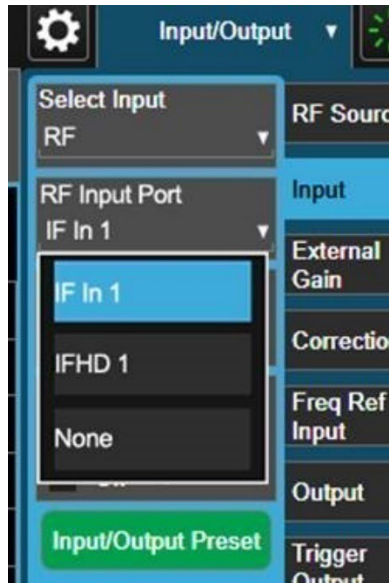 Input/Output
Select Input
RF
RF Input Port
IF In 1
IF In 1
IFHD 1
None
Input/Output Preset
Input
External
Gain
Freq Ref
Input
Output
Trigger
Output